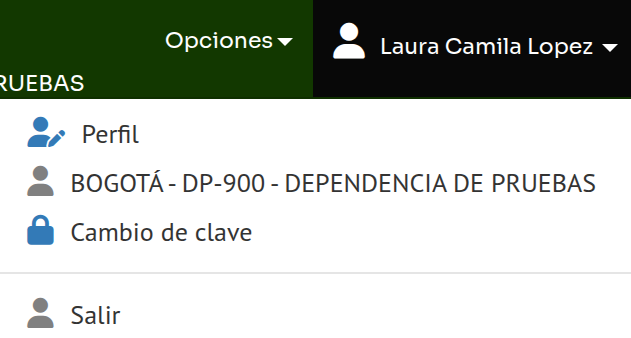 Opciones
Laura Camila Lopez
RUEBAS
Perfil
BOGOTÁ - DP-900 - DEPENDENCIA DE PRUEBAS
Cambio de clave
Salir